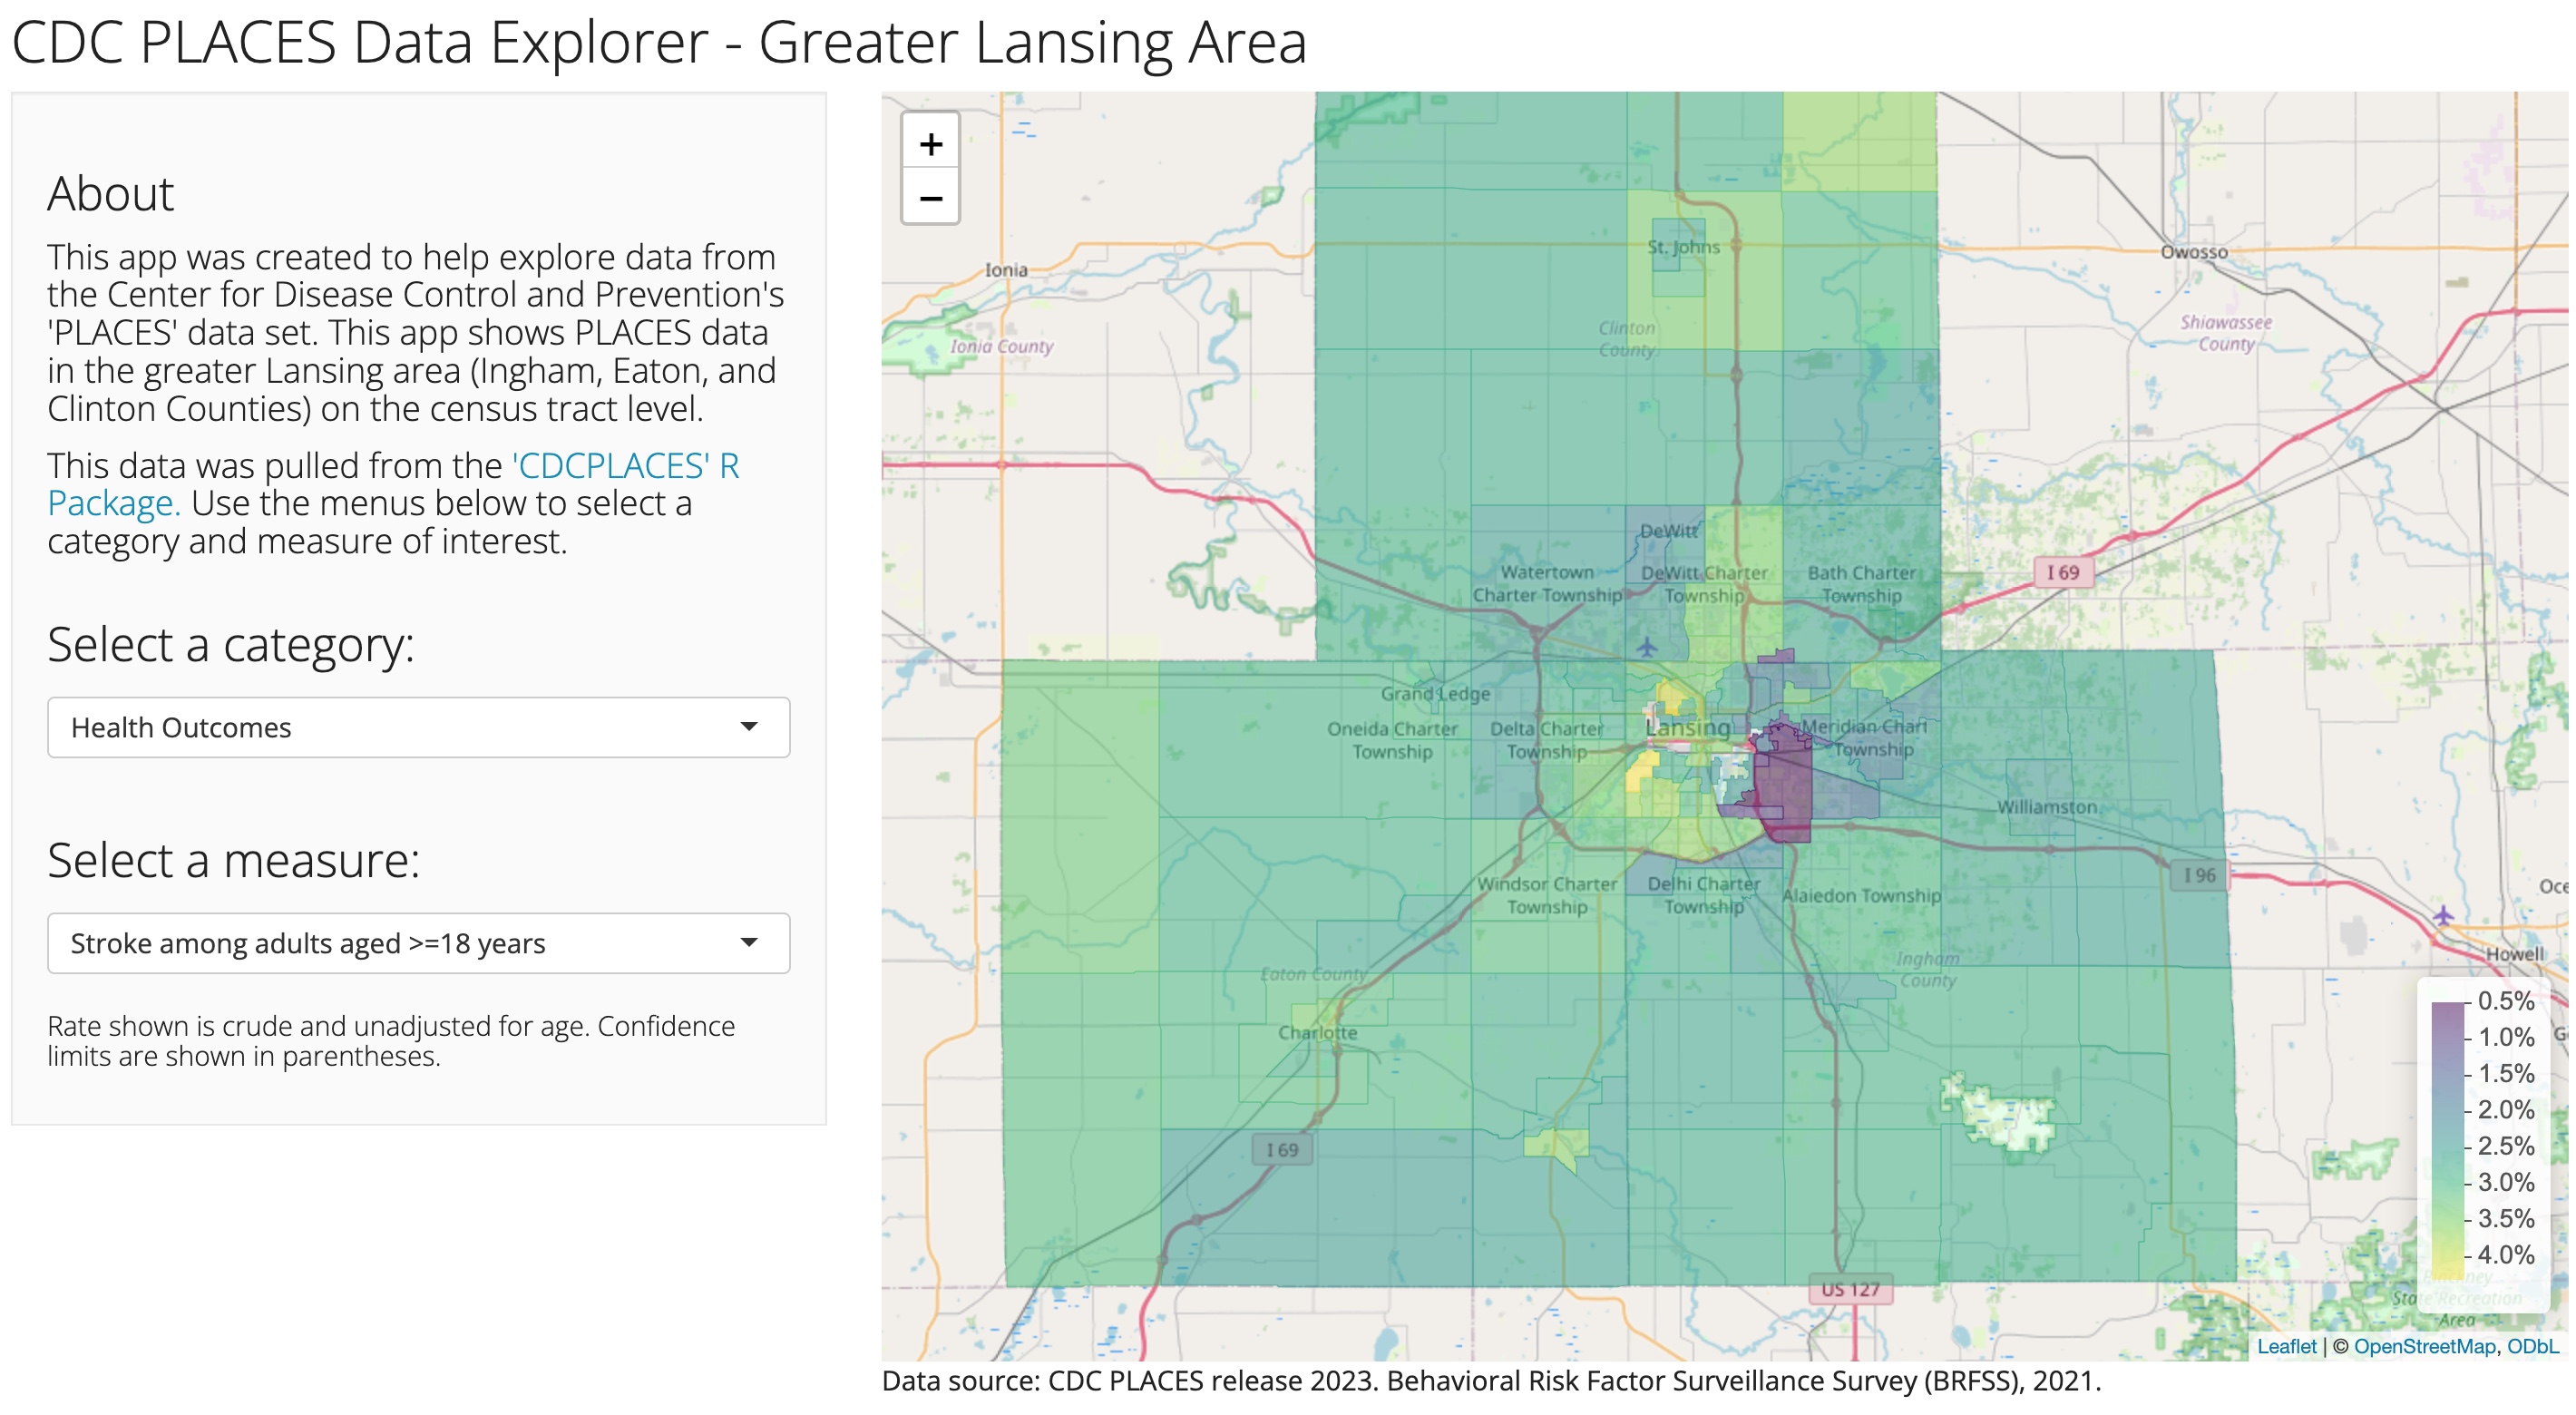 CDC PLACES Data Explorer - Greater Lansing Area
About
This app was created to help explore data from
the Center for Disease Control and Prevention's
'PLACES' data set. This app shows PLACES data
in the greater Lansing area (Ingham, Eaton, and
Clinton Counties) on the census tract level.
This data was pulled from the 'CDCPLACES' R
Package. Use the menus below to select a
category and measure of interest.
Select a category:
Health Outcomes
Select a measure:
Stroke among adults aged >=18 years
Rate shown is crude and unadjusted for age. Confidence
limits are shown in parentheses.
+
−
St. Johns
Owosso
Ionia
Ionia County
Clinton
County
Shiawassee
County
DeWitt
Watertown
Charter Township
DeWitt Charter
Township
Bath Charter
Township
I 69
Grand Ledge
Oneida Charter
Township
Delta Charter
Township
Lansing
Meridian Chart
Township
Williamston
I 96
Windsor Charter
Township
Delhi Charter
Township
Alaiedon Township
Oce
Howell
Eaton County
Ingham
County
Charlotte
I 69
US 127
0.5%
1.0%
1.5%
2.0%
2.5%
3.0%
3.5%
4.0%
State Recreation
Area
Leaflet | © OpenStreetMap, ODbL
Data source: CDC PLACES release 2023. Behavioral Risk Factor Surveillance Survey (BRFSS), 2021.